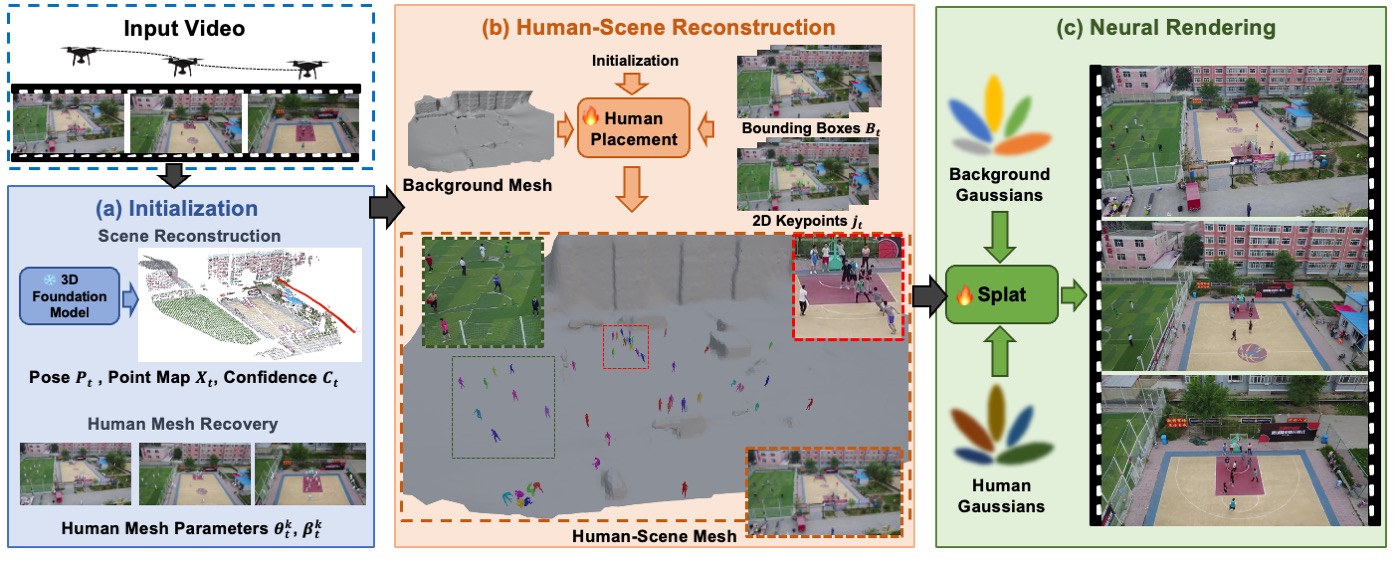 Input Video
(a) Initialization
Scene Reconstruction
3D
Foundation
Model
Pose P_t , Point Map X_t, Confidence C_t
Human Mesh Recovery
Human Mesh Parameters θ_t^k, β_t^k
(b) Human-Scene Reconstruction
Initialization
Human
Placement
Background Mesh
Bounding Boxes B_t
2D Keypoints j_t
Human-Scene Mesh
(c) Neural Rendering
Background
Gaussians
Splat
Human
Gaussians